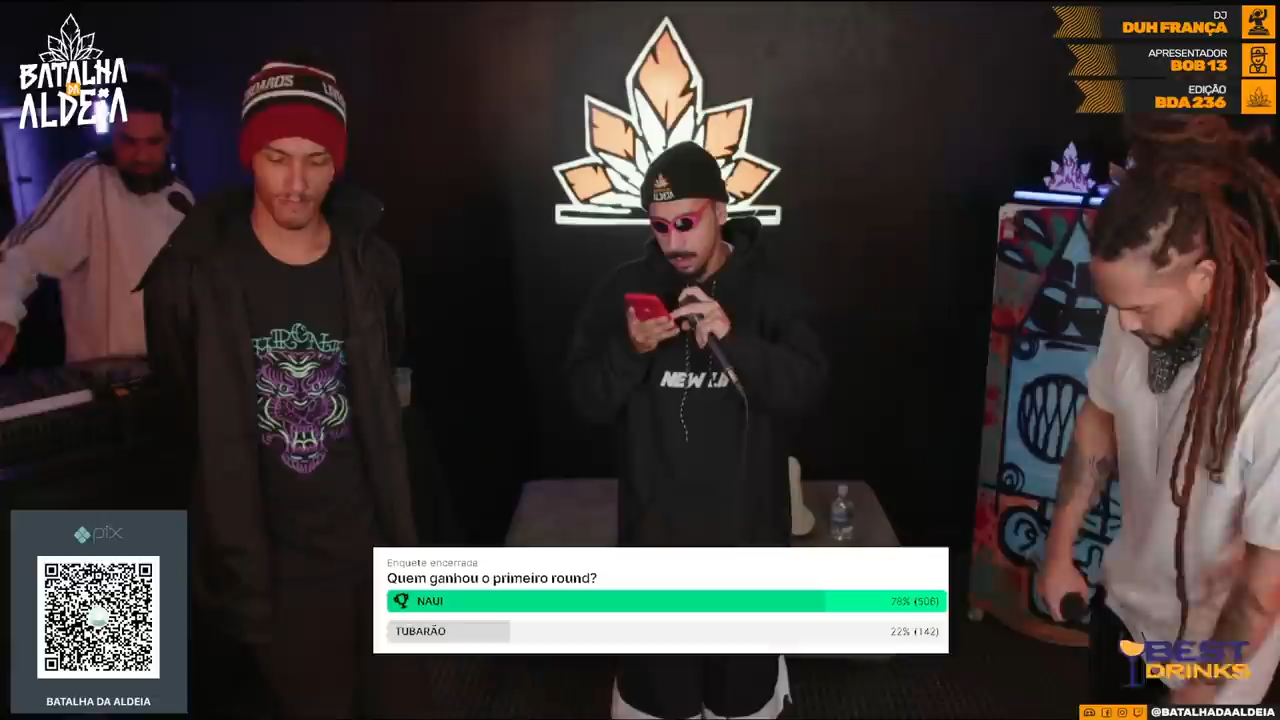 BATALHA
DA
ALDEIA
DJ
DUH FRANÇA
APRESENTADOR
BOB 13
EDIÇÃO
BDA 236
ALDEIA
pix
BATALHA DA ALDEIA
Enquete encerrada
Quem ganhou o primeiro round?
NAUI 78% (506)
TUBARÃO 22% (142)
BEST
DRINKS
@BATALHADAALDEIA